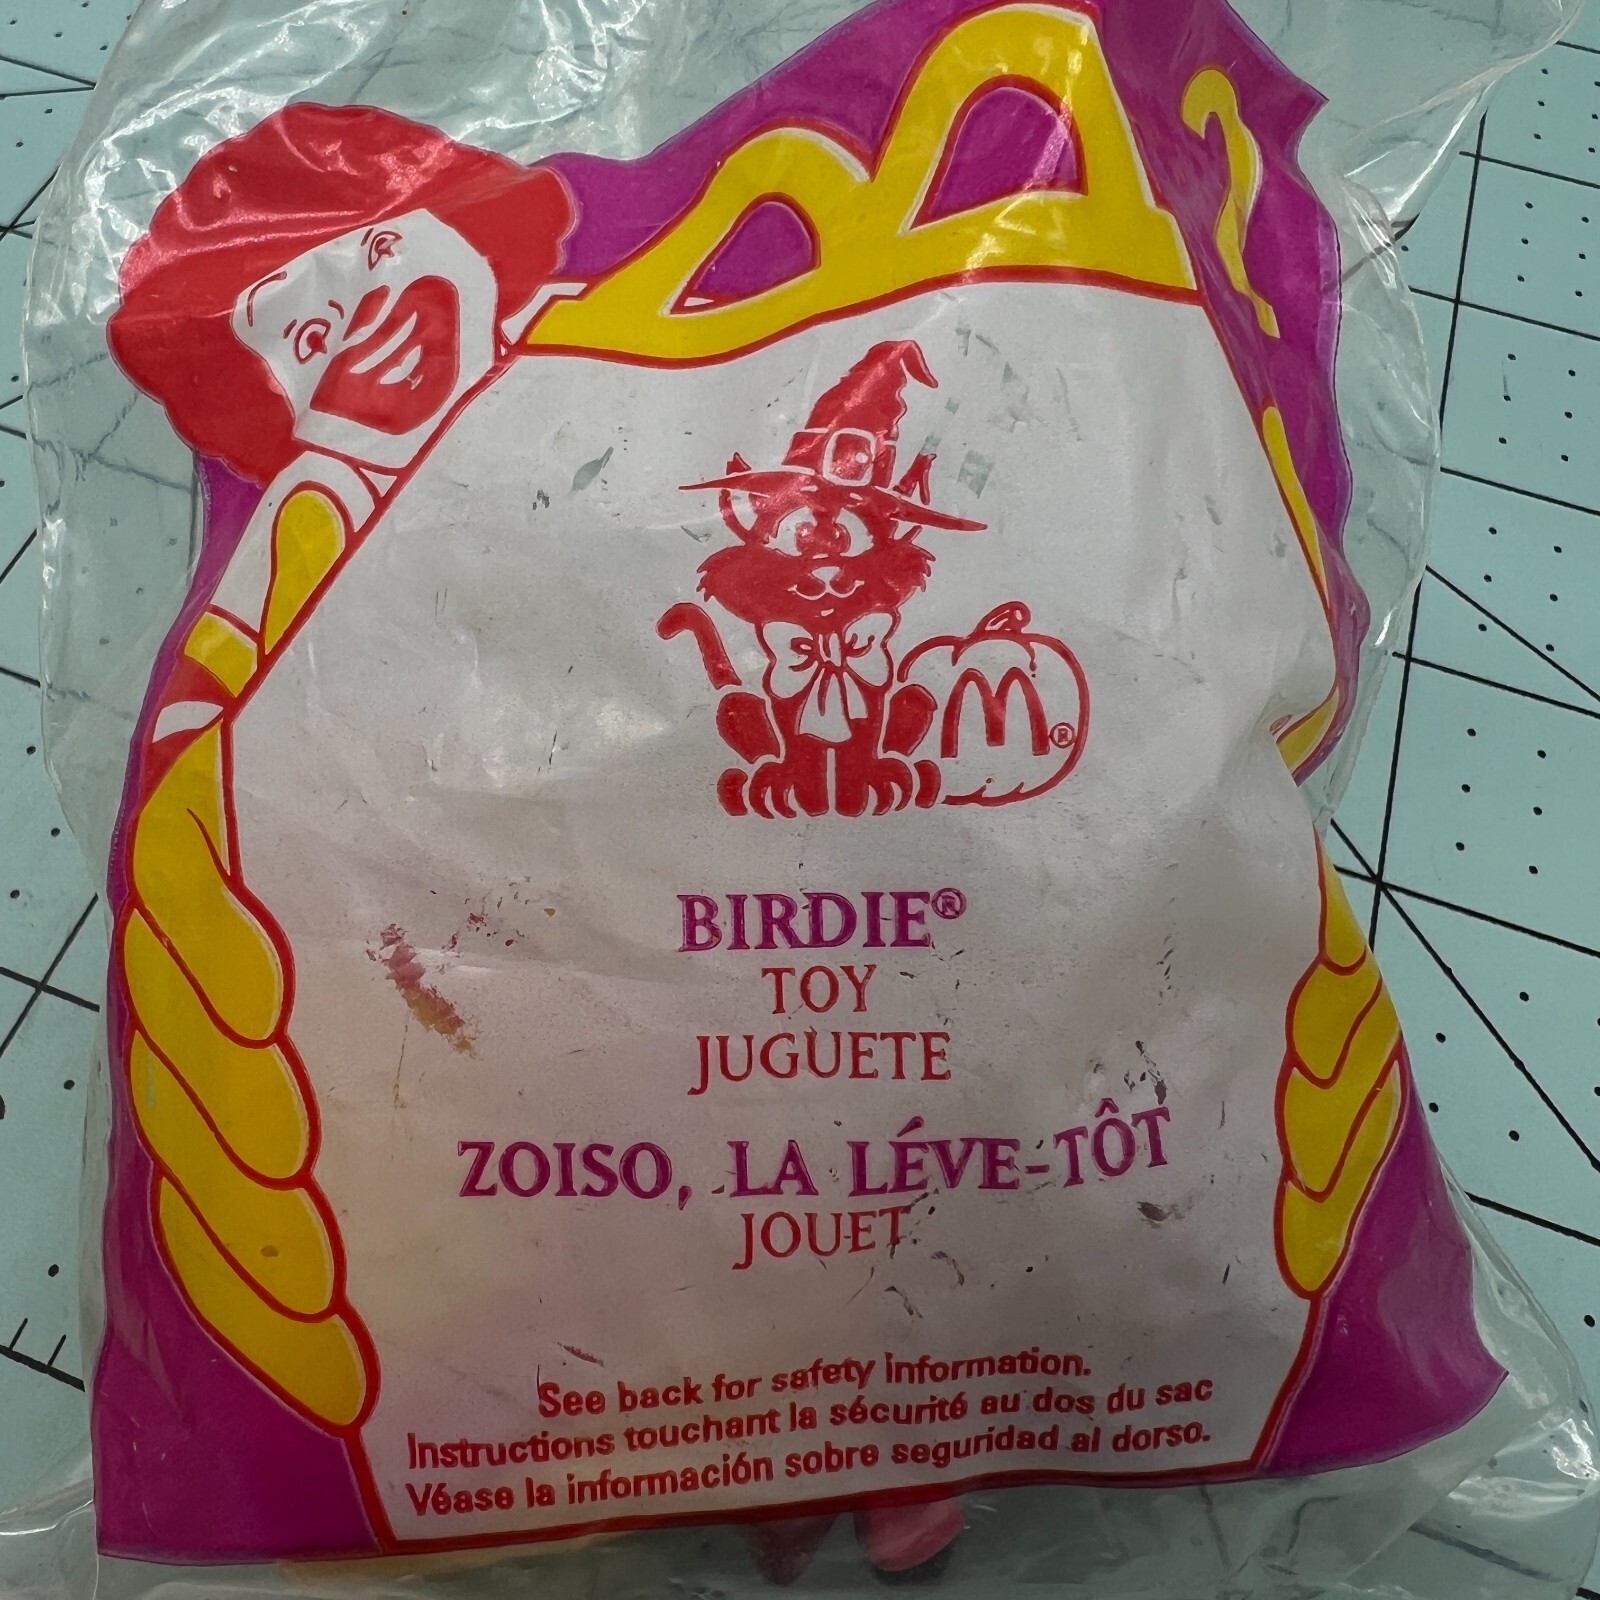 M®
BIRDIE®
TOY
JUGUETE
ZOISO, LA LÉVE-TÔT
JOUET
See back for safety information.
Instructions touchant la sécurité au dos du sac
Véase la información sobre seguridad al dorso.